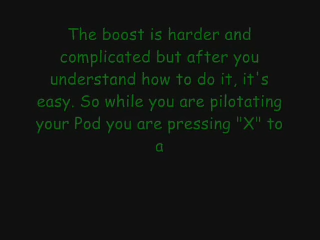 The boost is harder and
complicated but after you
understand how to do it, it's
easy. So while you are pilotating
your Pod you are pressing "X" to
a